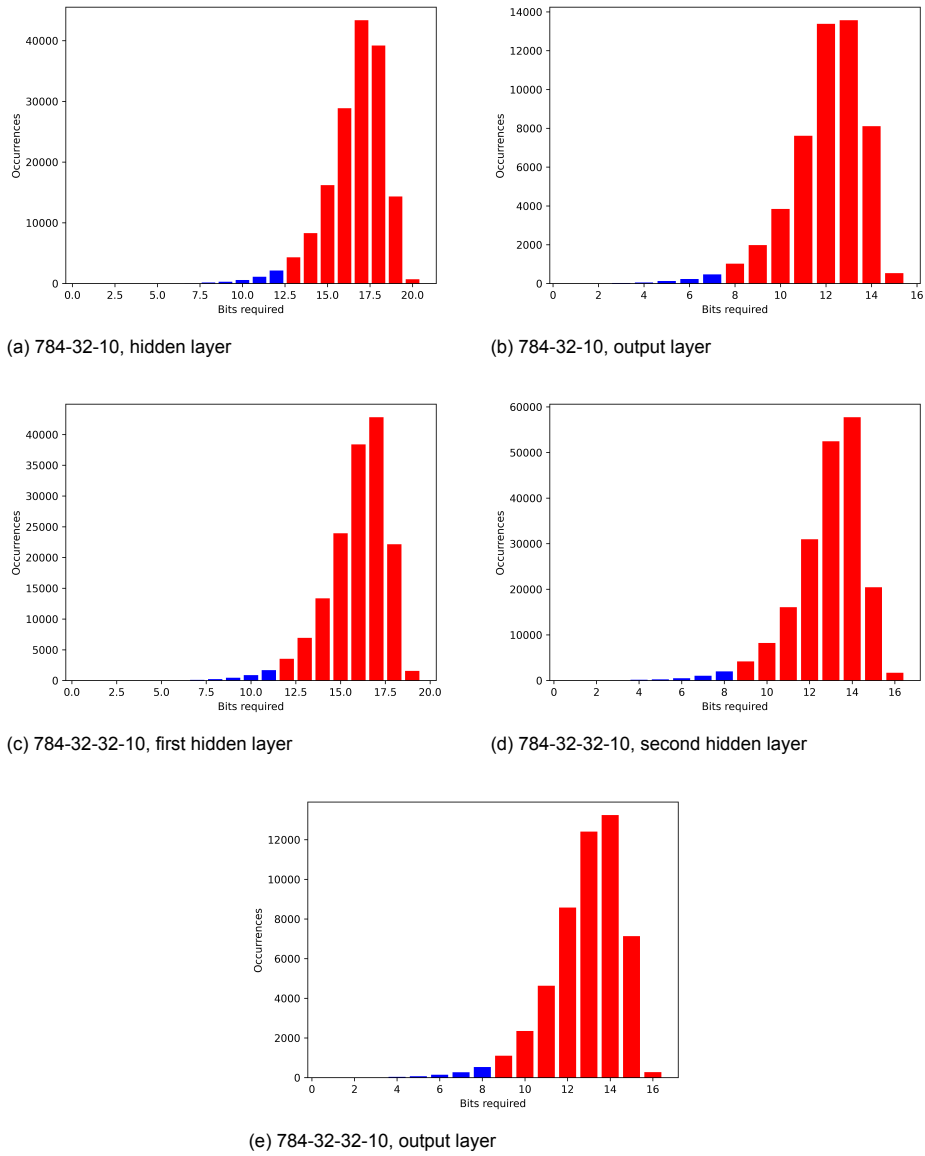 40000
30000
20000
10000
0
Occurrences
0.0 2.5 5.0 7.5 10.0 12.5 15.0 17.5 20.0
Bits required
(a) 784-32-10, hidden layer
14000
12000
10000
8000
6000
4000
2000
0
Occurrences
0 2 4 6 8 10 12 14 16
Bits required
(b) 784-32-10, output layer
40000
35000
30000
25000
20000
15000
10000
5000
0
Occurrences
0.0 2.5 5.0 7.5 10.0 12.5 15.0 17.5 20.0
Bits required
(c) 784-32-32-10, first hidden layer
60000
50000
40000
30000
20000
10000
0
Occurrences
0 2 4 6 8 10 12 14 16
Bits required
(d) 784-32-32-10, second hidden layer
12000
10000
8000
6000
4000
2000
0
Occurrences
0 2 4 6 8 10 12 14 16
Bits required
(e) 784-32-32-10, output layer